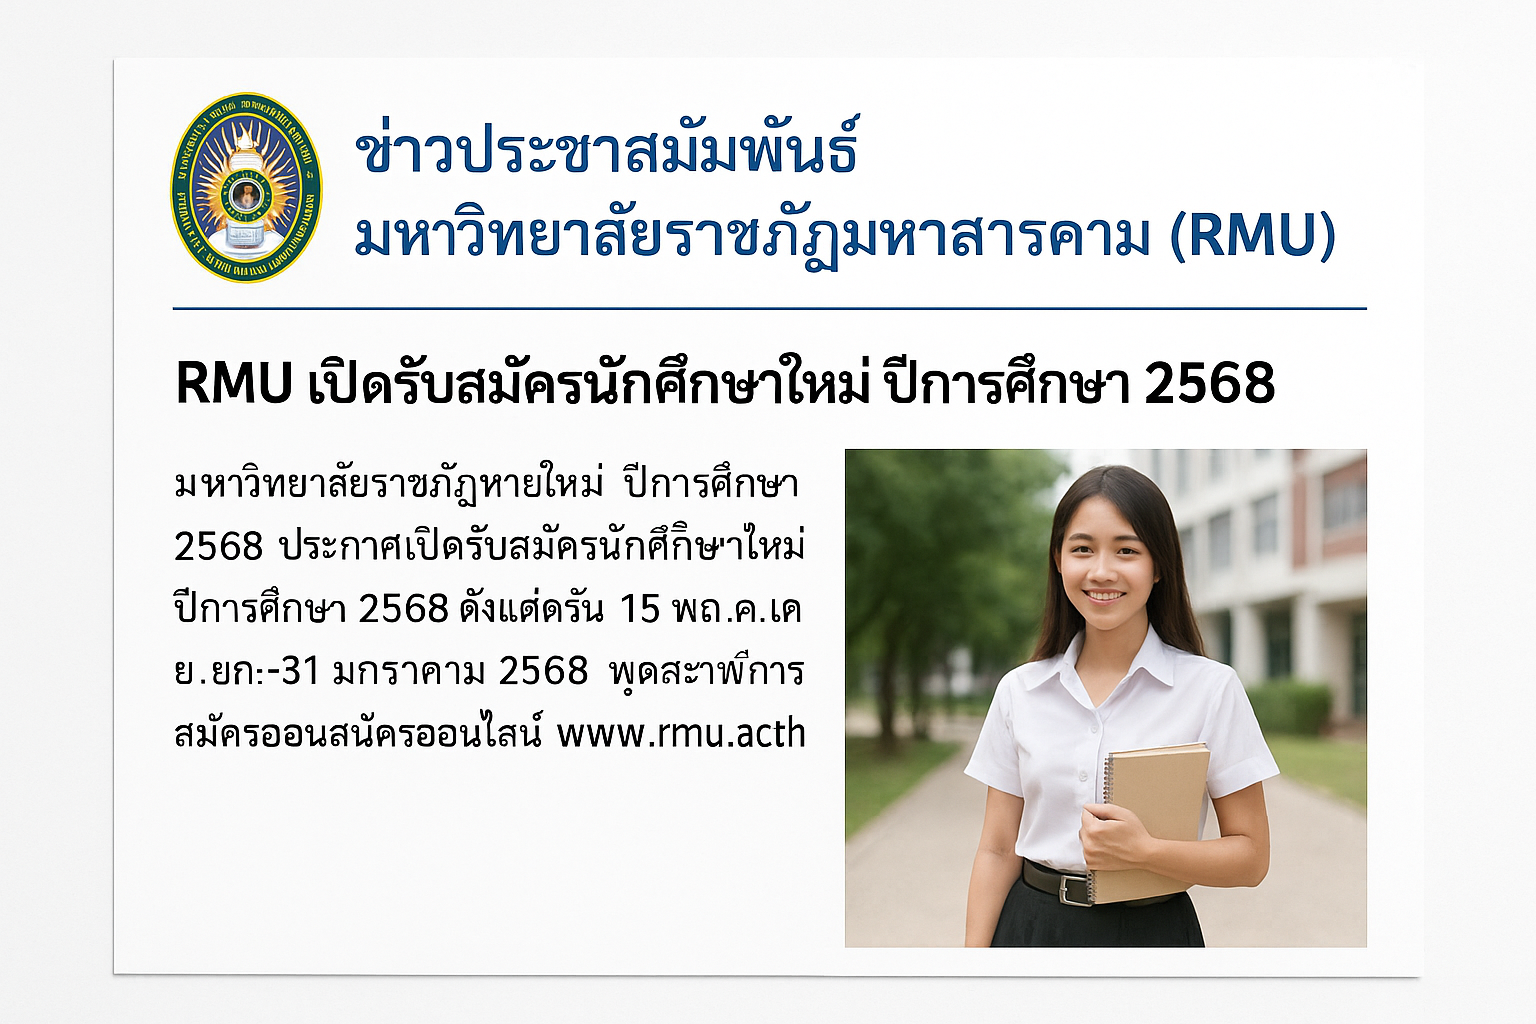 ข่าวประชาสมัมพันธ์
มหาวิทยาสัยราชภัฏมหาสารคาม (RMU)
RMU เปิดรับสมัครนักศึกษาใหม่ ปีการศึกษา 2568
มหาวิทยาสัยราชภัฏหายใหม่ ปีการศึกษา
2568 ประกาศเปิดรับสมัครนักศึกิษาใหม่
ปีการศึกษา 2568 ดังแต่ดรัน 15 พถ.ค.เค
ย.ยก:-31 มกราคาม 2568 พุดสะาพีการ
สมัครออนสนัครออนไสน์ www.rmu.acth